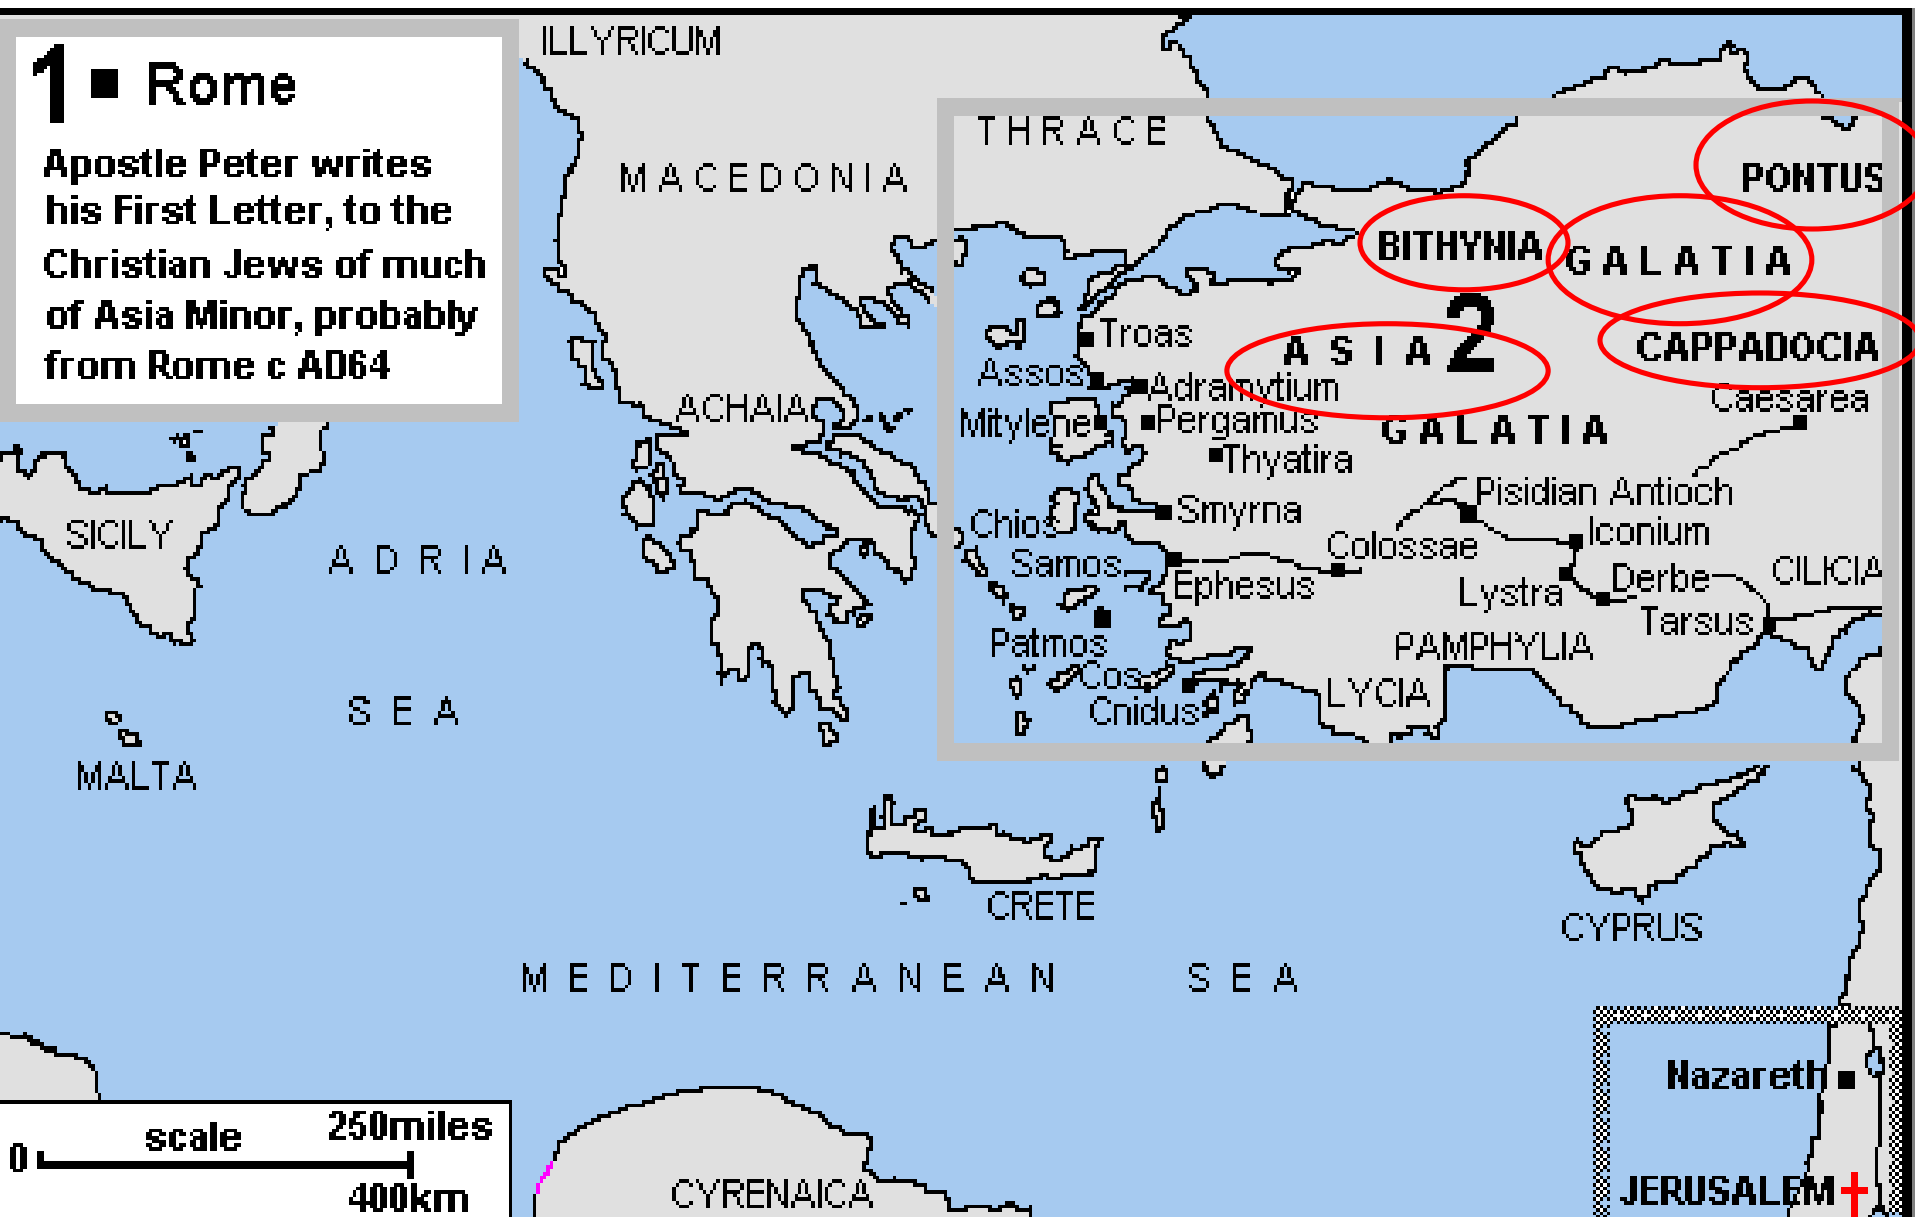 1 ▪ Rome
Apostle Peter writes
his First Letter, to the
Christian Jews of much
of Asia Minor, probably
from Rome c AD64
ILLYRICUM
THRACE
MACEDONIA
PONTUS
BITHYNIA
GALATIA
2
ASIA
CAPPADOCIA
Troas
Assos
Adramytium
Caesarea
ACHAIA
Mitylene
Pergamus
GALATIA
Thyatira
Pisidian Antioch
Smyrna
Chios
Iconium
SICILY
ADRIA
Colossae
Samos
Ephesus
Lystra
Derbe
CILICIA
Tarsus
Patmos
PAMPHYLIA
Cos
LYCIA
Cnidus
SEA
MALTA
CRETE
CYPRUS
MEDITERRANEAN SEA
Nazareth
JERUSALEM
scale
250miles
0
400km
CYRENAICA